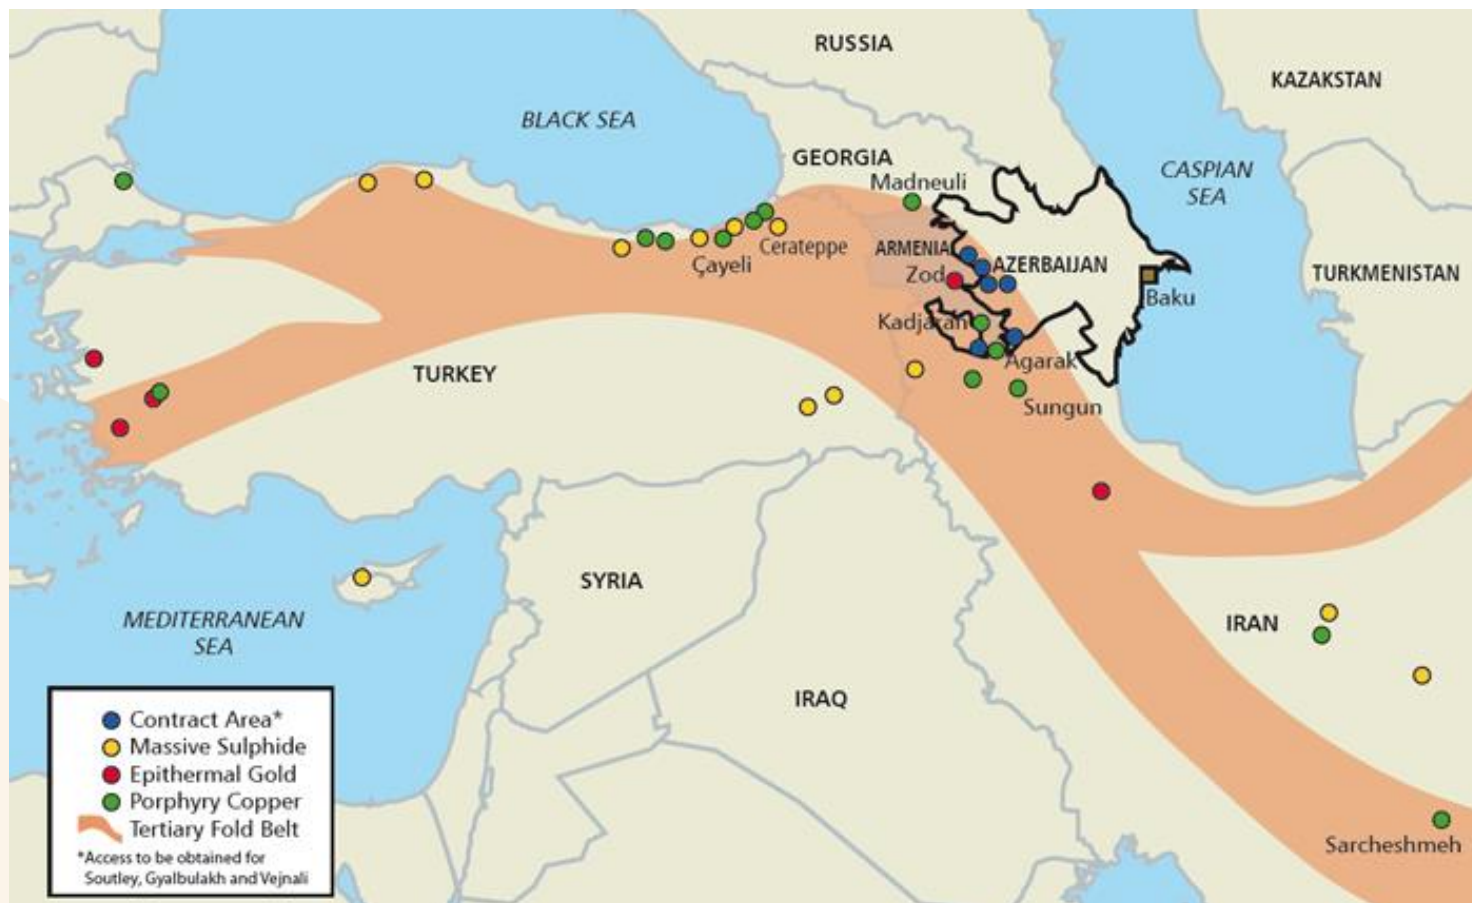 RUSSIA
KAZAKSTAN
BLACK SEA
GEORGIA
CASPIAN
SEA
Madneuli
ARMENIA
Cerateppe
Çayeli
AZERBAIJAN
Zod
TURKMENISTAN
Baku
Kadjaran
Agarak
TURKEY
Sungun
SYRIA
MEDITERRANEAN
SEA
IRAN
IRAQ
Contract Area*
Massive Sulphide
Epithermal Gold
Porphyry Copper
Tertiary Fold Belt
*Access to be obtained for
Soutley, Gyalbulakh and Vejnali
Sarcheshmeh